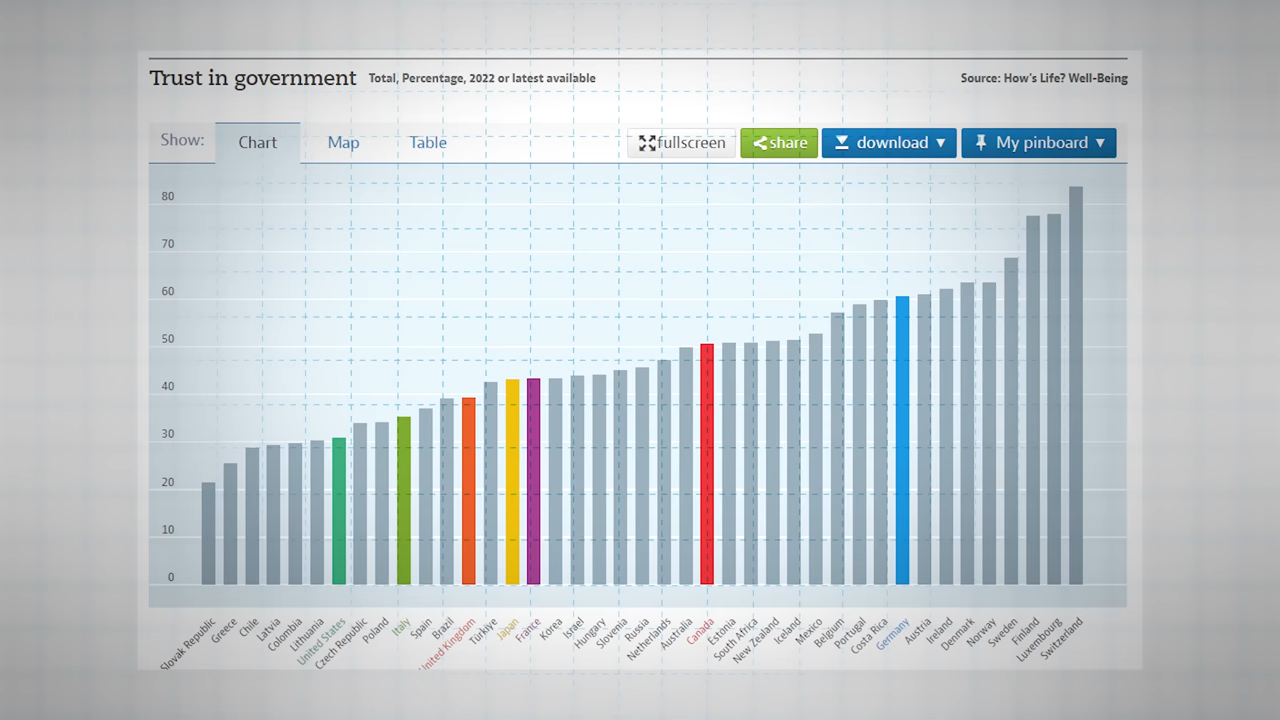 Trust in government Total, Percentage, 2022 or latest available Source: How's Life? Well-Being
Show: Chart Map Table fullscreen share download ▼ My pinboard ▼
80
70
60
50
40
30
20
10
0
Slovak Republic
Greece
Chile
Latvia
Colombia
Lithuania
United States
Czech Republic
Poland
Italy
Spain
Brazil
United Kingdom
Türkiye
Japan
France
Korea
Israel
Hungary
Slovenia
Russia
Netherlands
Australia
Canada
Estonia
South Africa
New Zealand
Iceland
Mexico
Belgium
Portugal
Costa Rica
Germany
Austria
Ireland
Denmark
Norway
Sweden
Finland
Luxembourg
Switzerland